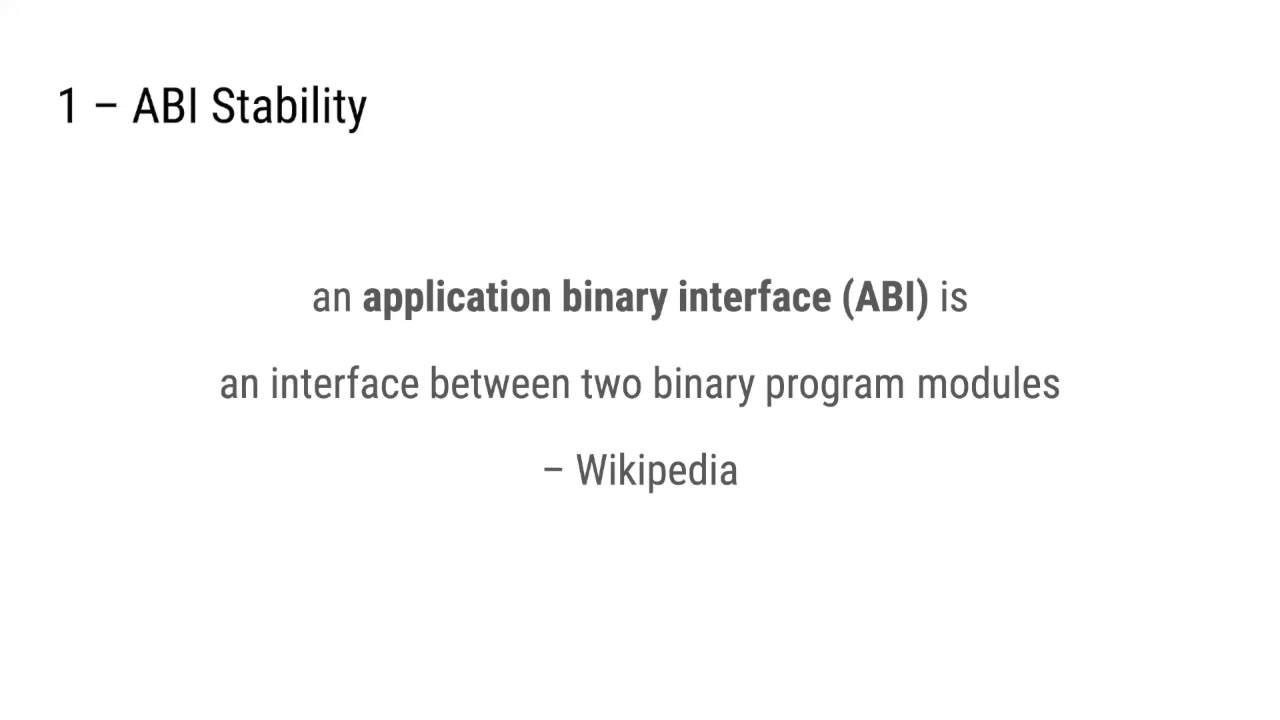 1 – ABI Stability
an application binary interface (ABI) is
an interface between two binary program modules
– Wikipedia